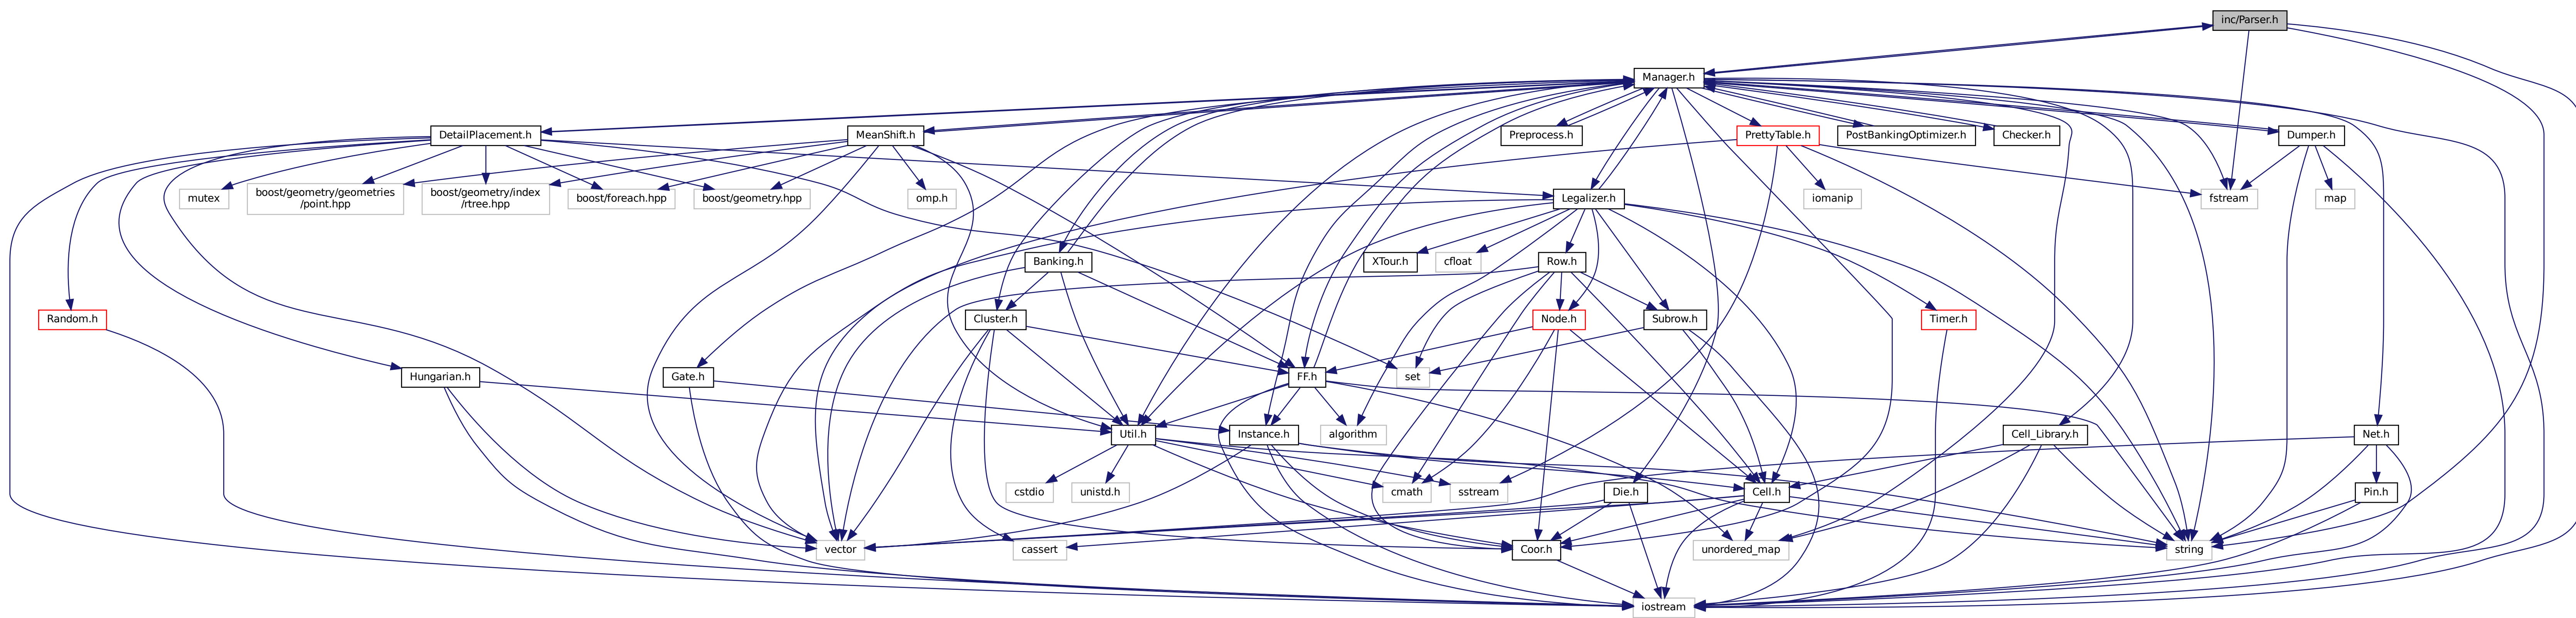 inc/Parser.h
Manager.h
DetailPlacement.h
MeanShift.h
Preprocess.h
PrettyTable.h
PostBankingOptimizer.h
Checker.h
Dumper.h
mutex
boost/geometry/geometries
/point.hpp
boost/geometry/index
/rtree.hpp
boost/foreach.hpp
boost/geometry.hpp
omp.h
Legalizer.h
iomanip
fstream
map
Banking.h
XTour.h
cfloat
Row.h
Random.h
Cluster.h
Node.h
Subrow.h
Timer.h
Hungarian.h
Gate.h
FF.h
set
Util.h
Instance.h
algorithm
Cell_Library.h
Net.h
cstdio
unistd.h
cmath
sstream
Die.h
Cell.h
Pin.h
vector
cassert
Coor.h
unordered_map
string
iostream